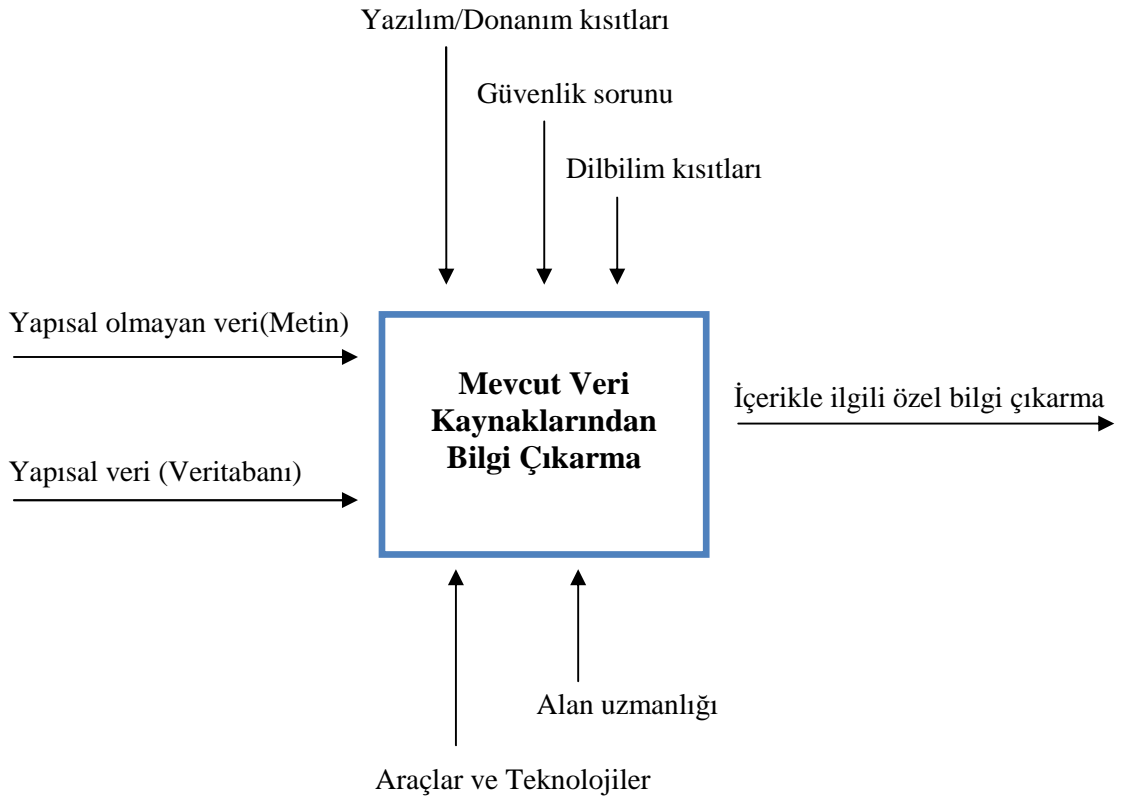 Yazılım/Donanım kısıtları
Güvenlik sorunu
Dilbilim kısıtları
Yapısal olmayan veri(Metin)
Mevcut Veri
Kaynaklarından
Bilgi Çıkarma
İçerikle ilgili özel bilgi çıkarma
Yapısal veri (Veritabanı)
Alan uzmanlığı
Araçlar ve Teknolojiler